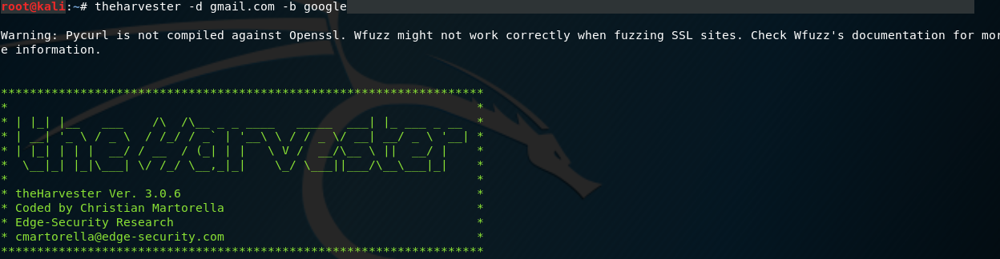 root@kali:~# theharvester -d gmail.com -b google
Warning: Pycurl is not compiled against Openssl. Wfuzz might not work correctly when fuzzing SSL sites. Check Wfuzz's documentation for mor
e information.
*******************************************************************
*                                                                 *
* | |_| |__   ___    /\  /\__ _ _ ____   _____  ___| |_ ___ _ __  *
* | __| '_ \ / _ \  / /_/ / _` | '__\ \ / / _ \/ __| __/ _ \ '__| *
* | |_| | | |  __/ / __  / (_| | |   \ V /  __/\__ \ ||  __/ |    *
*  \__|_| |_|\___| \/ /_/ \__,_|_|    \_/ \___||___/\__\___|_|    *
*                                                                 *
* theHarvester Ver. 3.0.6                                         *
* Coded by Christian Martorella                                   *
* Edge-Security Research                                          *
* cmartorella@edge-security.com                                   *
*******************************************************************